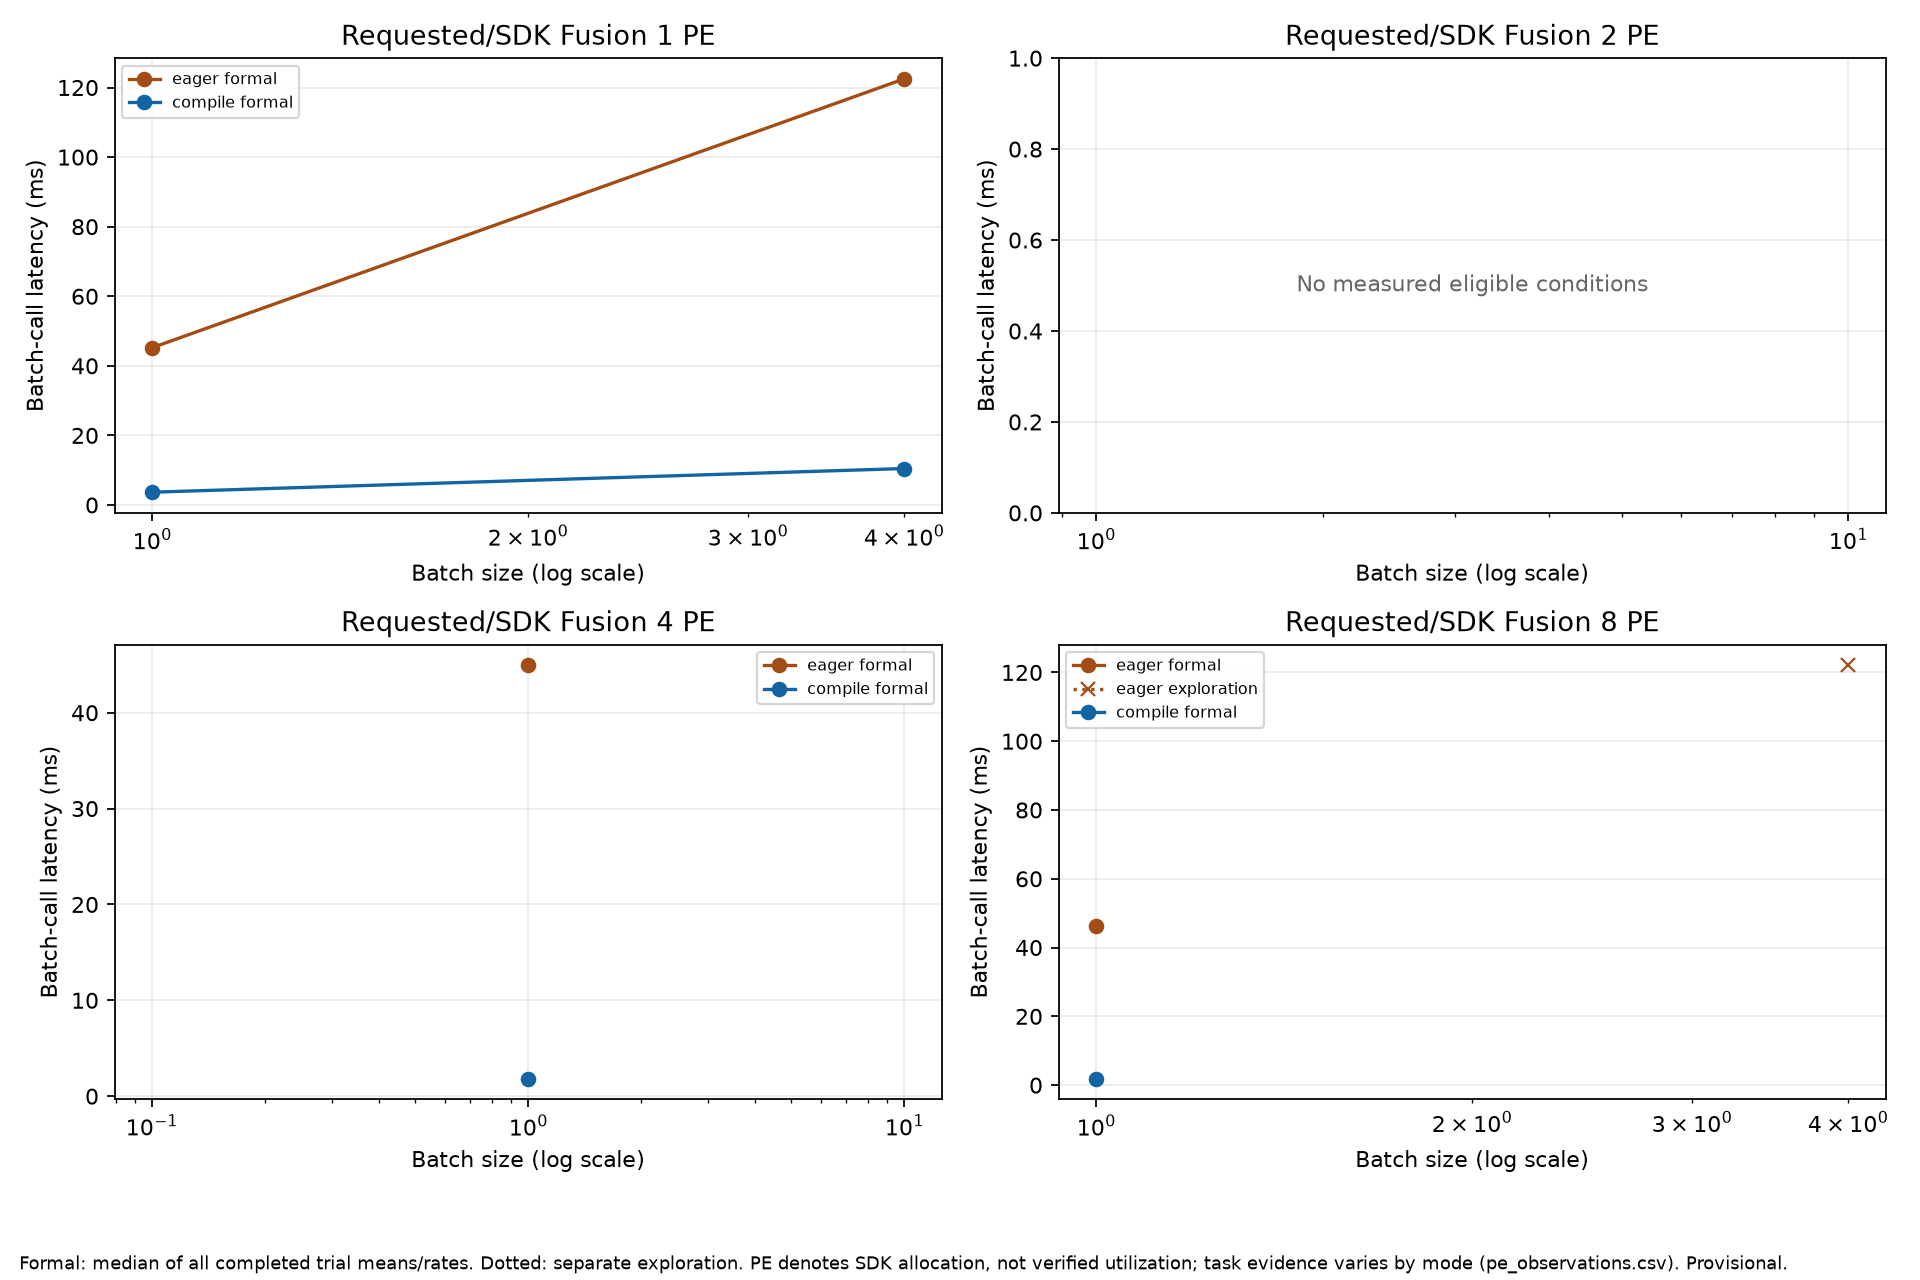 Requested/SDK Fusion 1 PE
eager formal
compile formal
Batch-call latency (ms)
120
100
80
60
40
20
0
10⁰
2 × 10⁰
3 × 10⁰
4 × 10⁰
Batch size (log scale)
Requested/SDK Fusion 2 PE
Batch-call latency (ms)
1.0
0.8
0.6
0.4
0.2
0.0
No measured eligible conditions
10⁰
10¹
Batch size (log scale)
Requested/SDK Fusion 4 PE
eager formal
compile formal
Batch-call latency (ms)
40
30
20
10
0
10⁻¹
10⁰
10¹
Batch size (log scale)
Requested/SDK Fusion 8 PE
eager formal
eager exploration
compile formal
Batch-call latency (ms)
120
100
80
60
40
20
0
10⁰
2 × 10⁰
3 × 10⁰
4 × 10⁰
Batch size (log scale)
Formal: median of all completed trial means/rates. Dotted: separate exploration. PE denotes SDK allocation, not verified utilization; task evidence varies by mode (pe_observations.csv). Provisional.